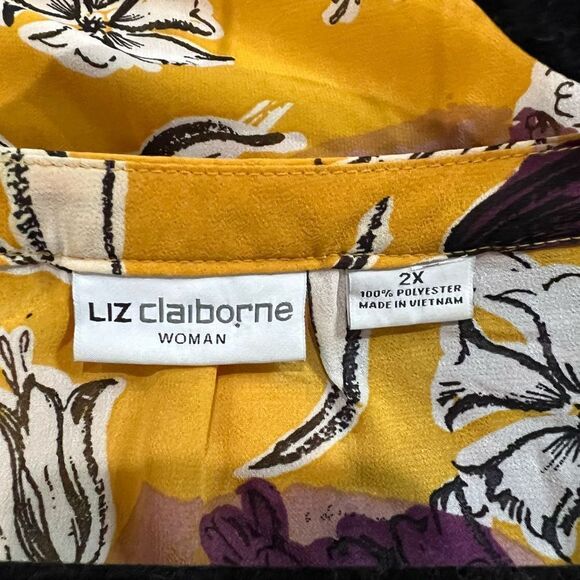 LIZ claiborne
WOMAN
2X
100% POLYESTER
MADE IN VIETNAM